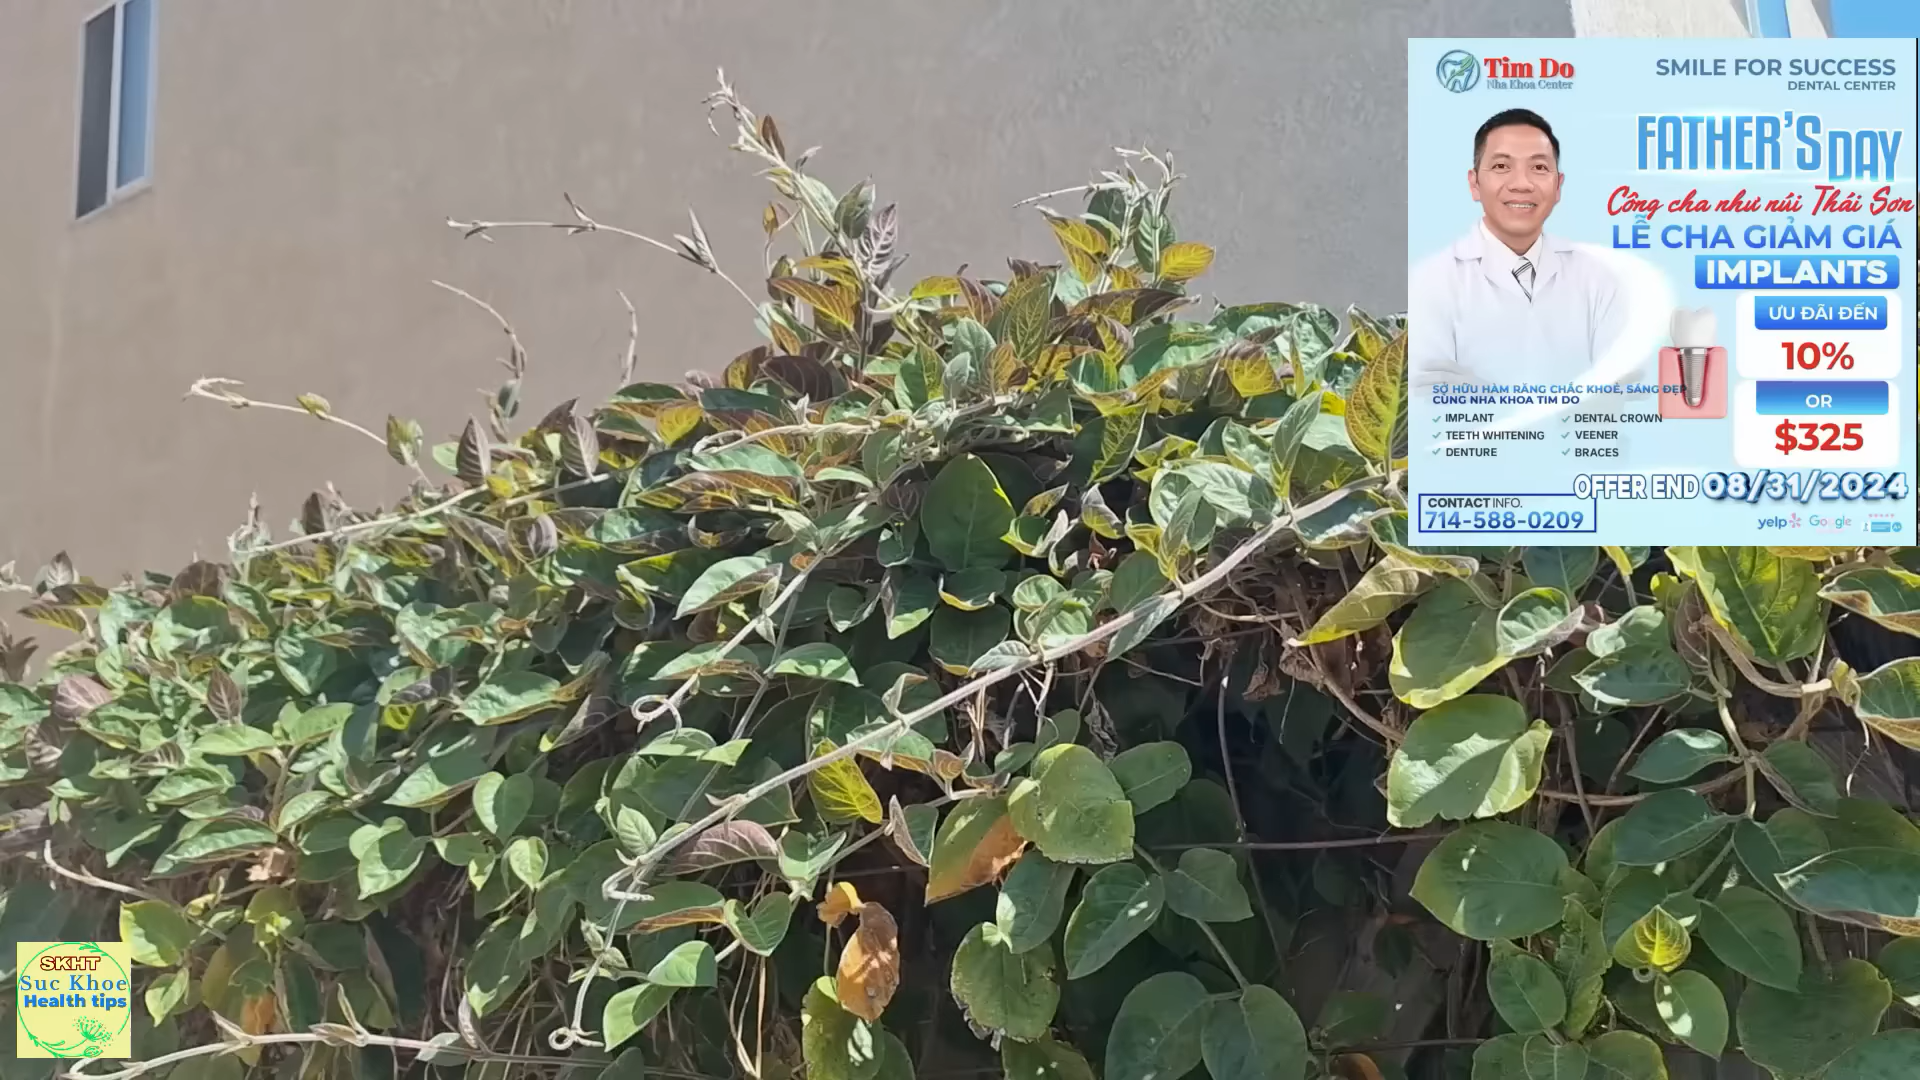 Tim Do
Nha Khoa Center
SMILE FOR SUCCESS
DENTAL CENTER
FATHER'S DAY
Công cha như núi Thái Sơn
LỄ CHA GIẢM GIÁ
IMPLANTS
ƯU ĐÃI ĐẾN
10%
OR
$325
SỞ HỮU HÀM RĂNG CHẮC KHOẺ, SÁNG ĐẸP
CÙNG NHA KHOA TIM DO
IMPLANT
DENTAL CROWN
TEETH WHITENING
VEENER
DENTURE
BRACES
OFFER END 08/31/2024
CONTACT INFO.
714-588-0209
yelp
Google
SKHT
Suc Khoe
Health tips